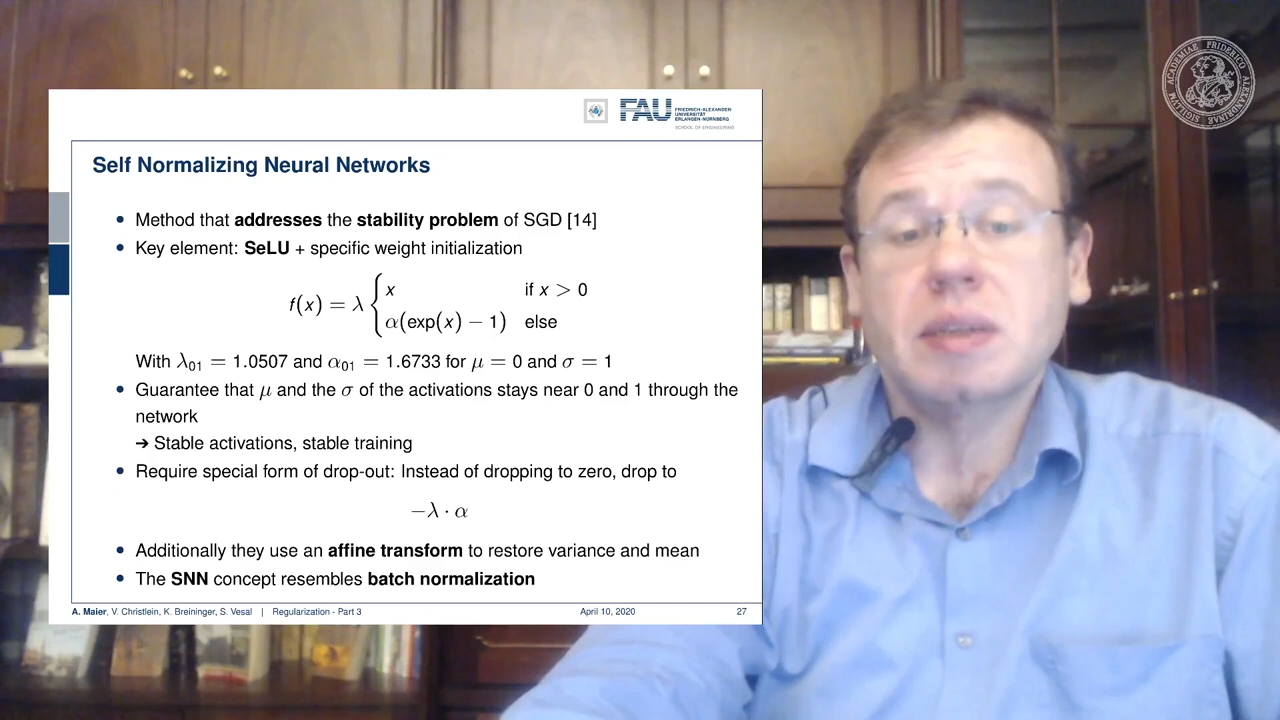 FAU
FRIEDRICH-ALEXANDER
UNIVERSITÄT
ERLANGEN-NÜRNBERG
SCHOOL OF ENGINEERING
ACADEMIAE FRIDERICO ALEXANDRINAE SIGILLVM
Self Normalizing Neural Networks
• Method that addresses the stability problem of SGD [14]
• Key element: SeLU + specific weight initialization
f(x) = λ { x if x > 0
α(exp(x) − 1) else
With λ₀₁ = 1.0507 and α₀₁ = 1.6733 for μ = 0 and σ = 1
• Guarantee that μ and the σ of the activations stays near 0 and 1 through the
network
➔ Stable activations, stable training
• Require special form of drop-out: Instead of dropping to zero, drop to
−λ · α
• Additionally they use an affine transform to restore variance and mean
• The SNN concept resembles batch normalization
A. Maier, V. Christlein, K. Breininger, S. Vesal | Regularization - Part 3 April 10, 2020 27